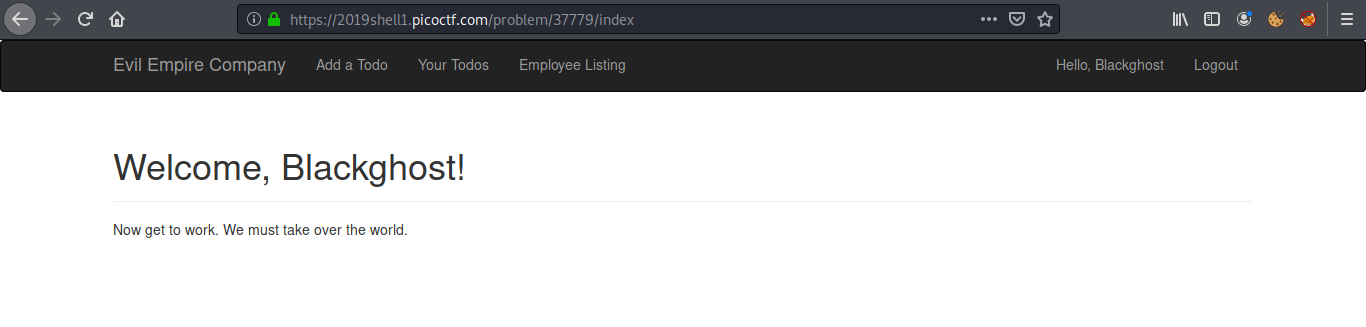 https://2019shell1.picoctf.com/problem/37779/index
Evil Empire Company Add a Todo Your Todos Employee Listing Hello, Blackghost Logout
Welcome, Blackghost!
Now get to work. We must take over the world.